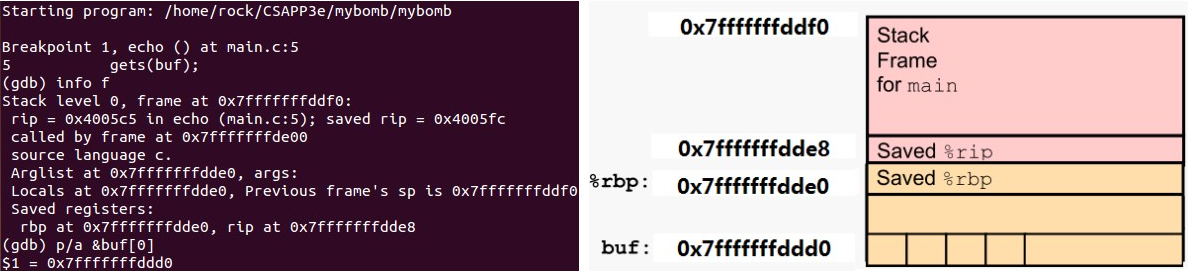 Starting program: /home/rock/CSAPP3e/mybomb/mybomb
Breakpoint 1, echo () at main.c:5
5 gets(buf);
(gdb) info f
Stack level 0, frame at 0x7fffffffddf0:
rip = 0x4005c5 in echo (main.c:5); saved rip = 0x4005fc
called by frame at 0x7fffffffde00
source language c.
Arglist at 0x7fffffffdde0, args:
Locals at 0x7fffffffdde0, Previous frame's sp is 0x7fffffffddf0
Saved registers:
rbp at 0x7fffffffdde0, rip at 0x7fffffffdde8
(gdb) p/a &buf[0]
$1 = 0x7fffffffddd0
0x7fffffffddf0
Stack
Frame
for main
0x7fffffffdde8
Saved %rip
%rbp: 0x7fffffffdde0
Saved %rbp
buf: 0x7fffffffddd0